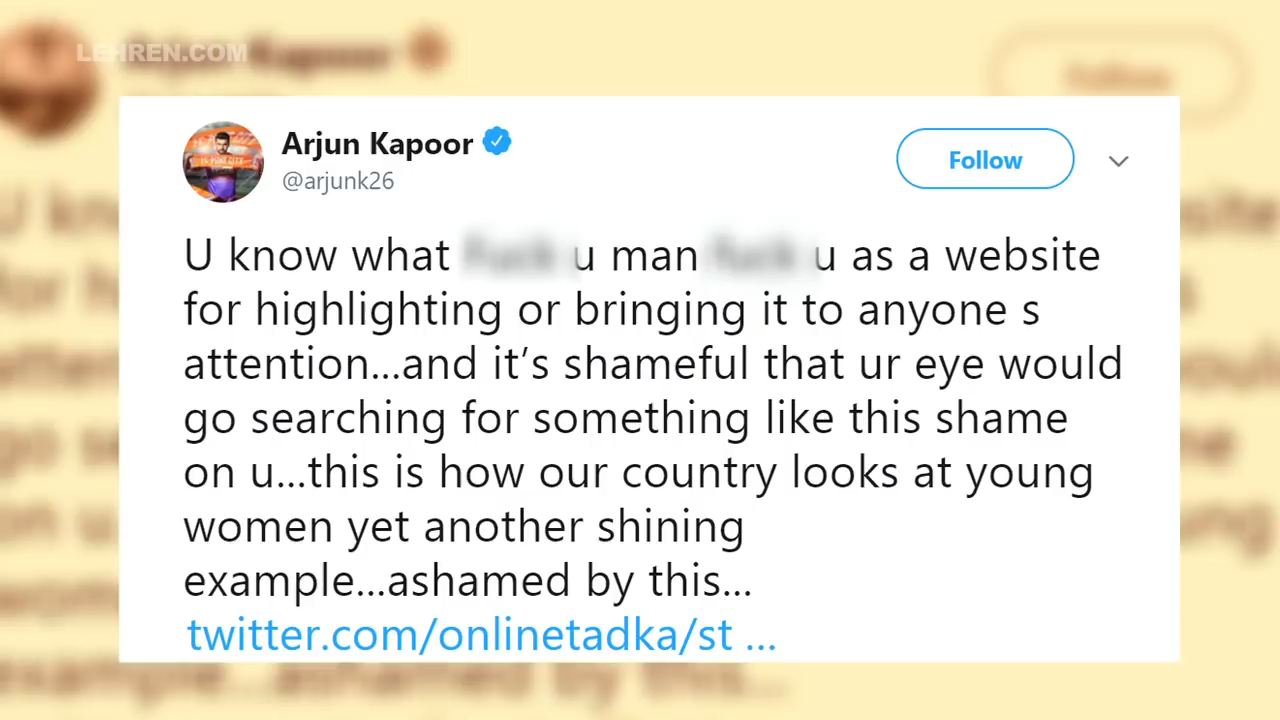 LEHREN.COM
Arjun Kapoor
@arjunk26
Follow
U know what u man u as a website
for highlighting or bringing it to anyone s
attention...and it’s shameful that ur eye would
go searching for something like this shame
on u...this is how our country looks at young
women yet another shining
example...ashamed by this...
twitter.com/onlinetadka/st ...